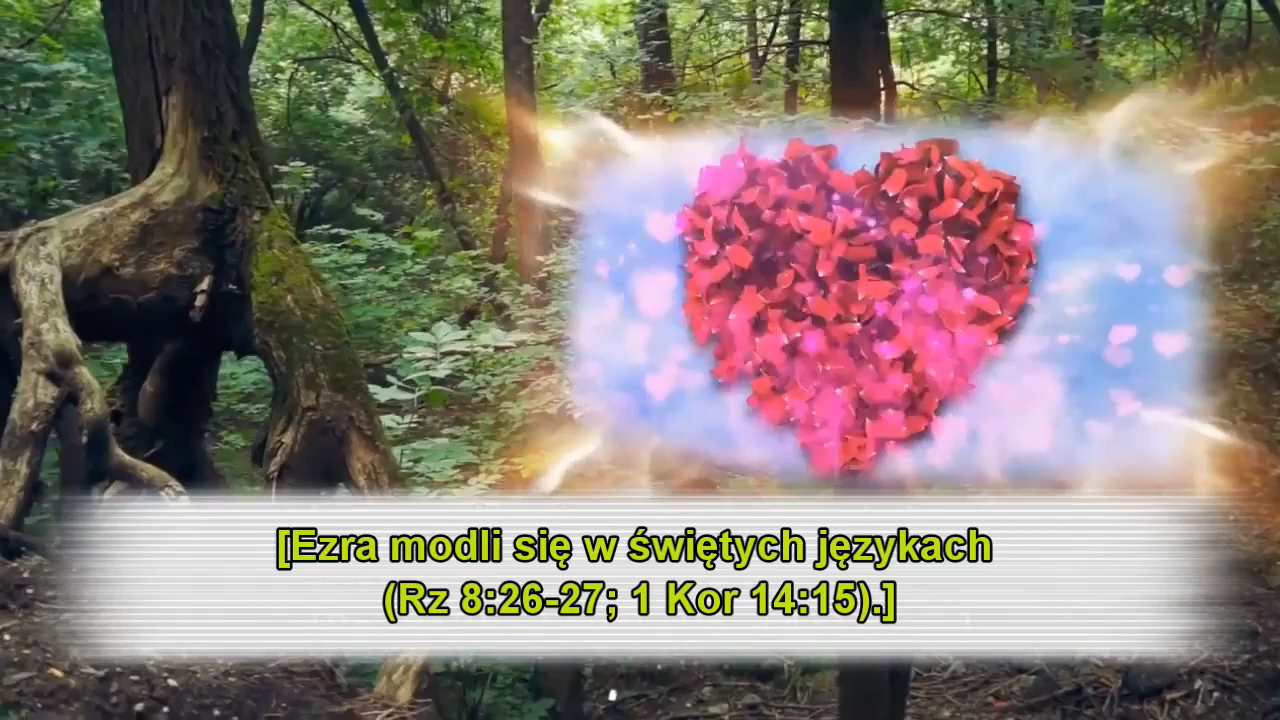 [Ezra modli się w świętych językach
(Rz 8:26-27; 1 Kor 14:15).]